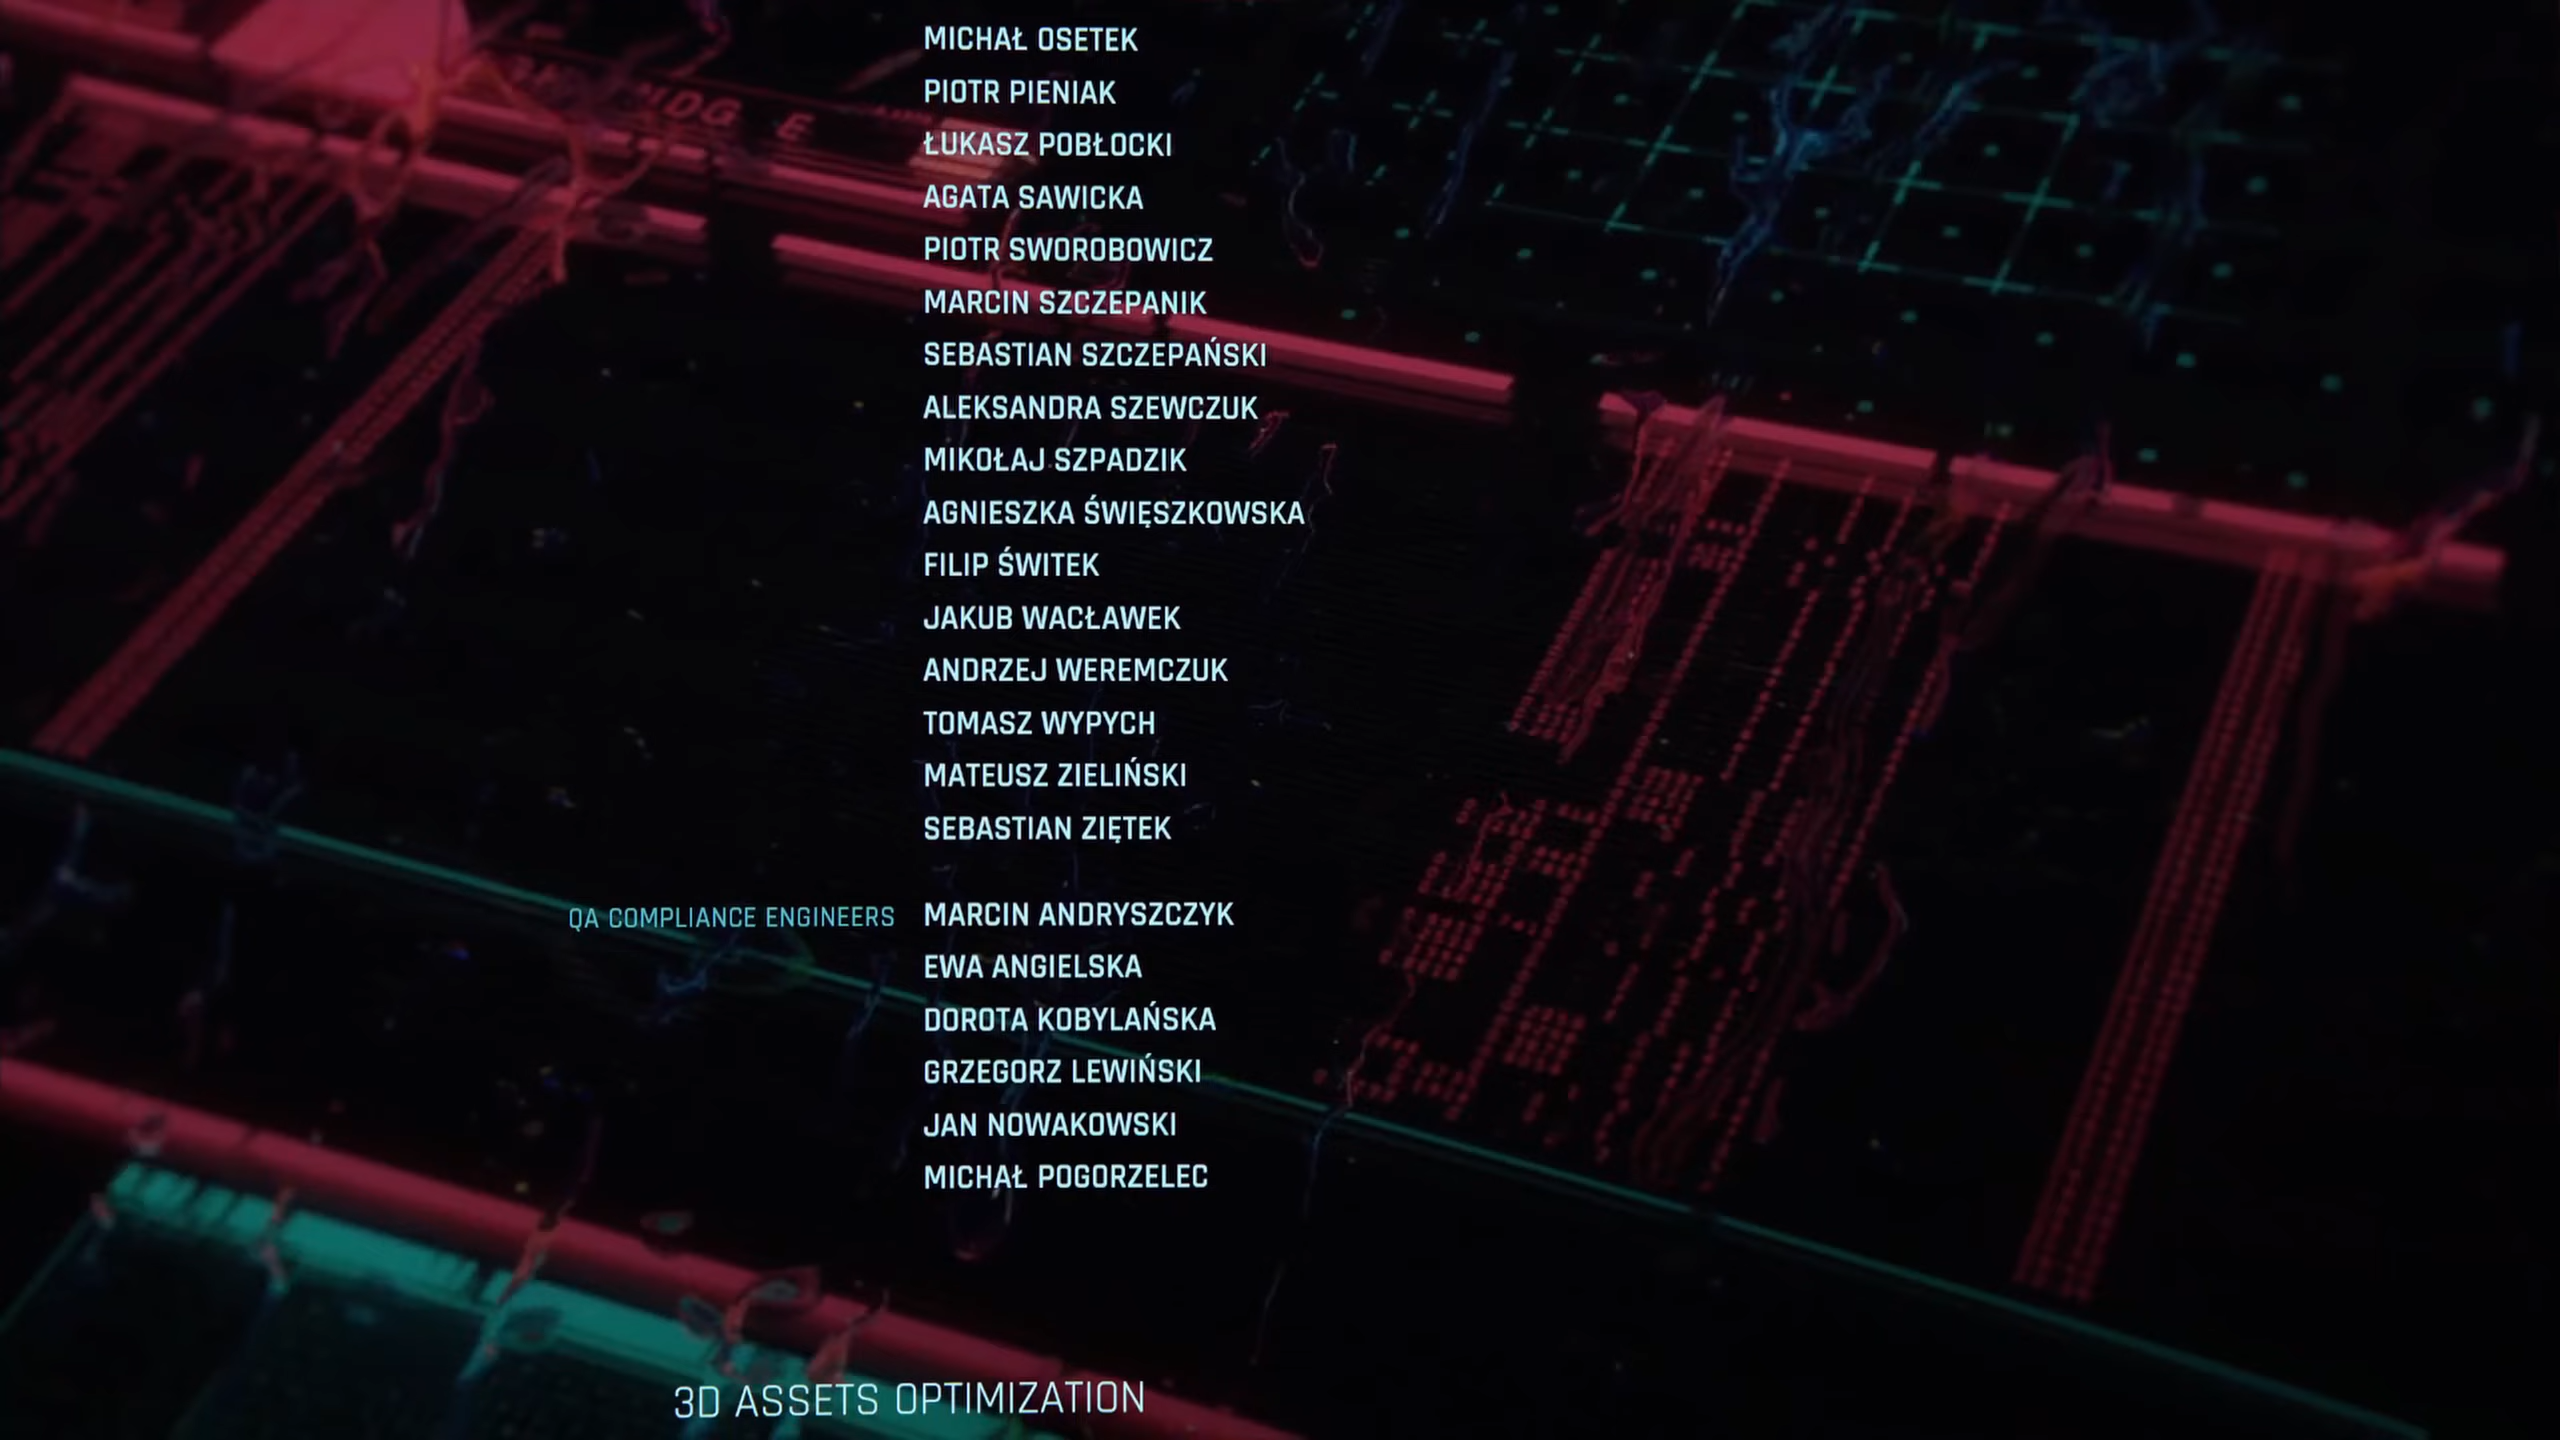 MICHAŁ OSETEK
PIOTR PIENIAK
ŁUKASZ POBŁOCKI
AGATA SAWICKA
PIOTR SWOROBOWICZ
MARCIN SZCZEPANIK
SEBASTIAN SZCZEPAŃSKI
ALEKSANDRA SZEWCZUK
MIKOŁAJ SZPADZIK
AGNIESZKA ŚWIĘSZKOWSKA
FILIP ŚWITEK
JAKUB WACŁAWEK
ANDRZEJ WEREMCZUK
TOMASZ WYPYCH
MATEUSZ ZIELIŃSKI
SEBASTIAN ZIĘTEK
QA COMPLIANCE ENGINEERS MARCIN ANDRYSZCZYK
EWA ANGIELSKA
DOROTA KOBYLAŃSKA
GRZEGORZ LEWIŃSKI
JAN NOWAKOWSKI
MICHAŁ POGORZELEC
3D ASSETS OPTIMIZATION